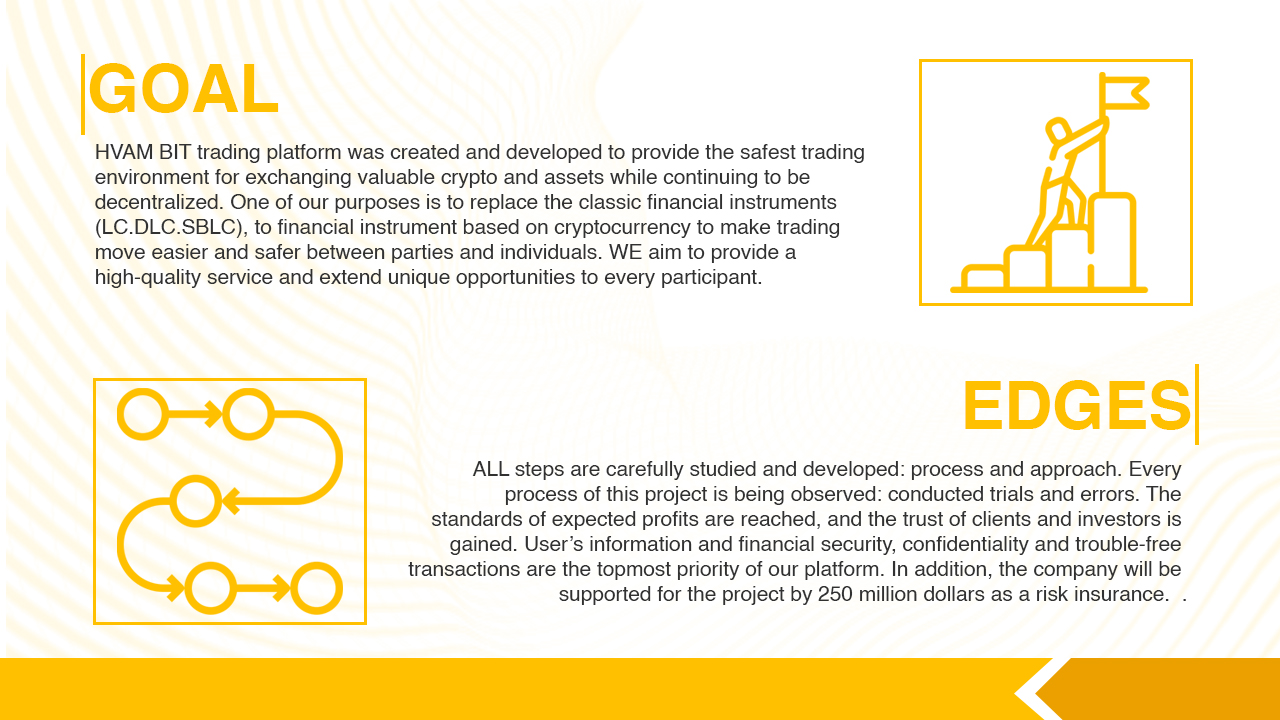 GOAL
HVAM BIT trading platform was created and developed to provide the safest trading
environment for exchanging valuable crypto and assets while continuing to be
decentralized. One of our purposes is to replace the classic financial instruments
(LC.DLC.SBLC), to financial instrument based on cryptocurrency to make trading
move easier and safer between parties and individuals. WE aim to provide a
high-quality service and extend unique opportunities to every participant.
EDGES
ALL steps are carefully studied and developed: process and approach. Every
process of this project is being observed: conducted trials and errors. The
standards of expected profits are reached, and the trust of clients and investors is
gained. User’s information and financial security, confidentiality and trouble-free
transactions are the topmost priority of our platform. In addition, the company will be
supported for the project by 250 million dollars as a risk insurance.  .